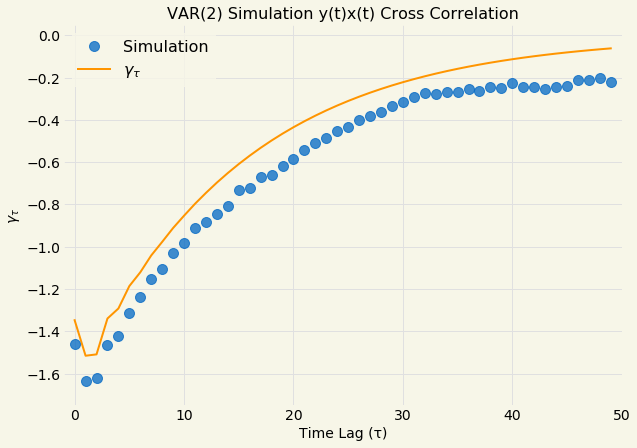 VAR(2) Simulation y(t)x(t) Cross Correlation
Simulation
γτ
0.0
−0.2
−0.4
−0.6
−0.8
−1.0
−1.2
−1.4
−1.6
γτ
0 10 20 30 40 50
Time Lag (τ)